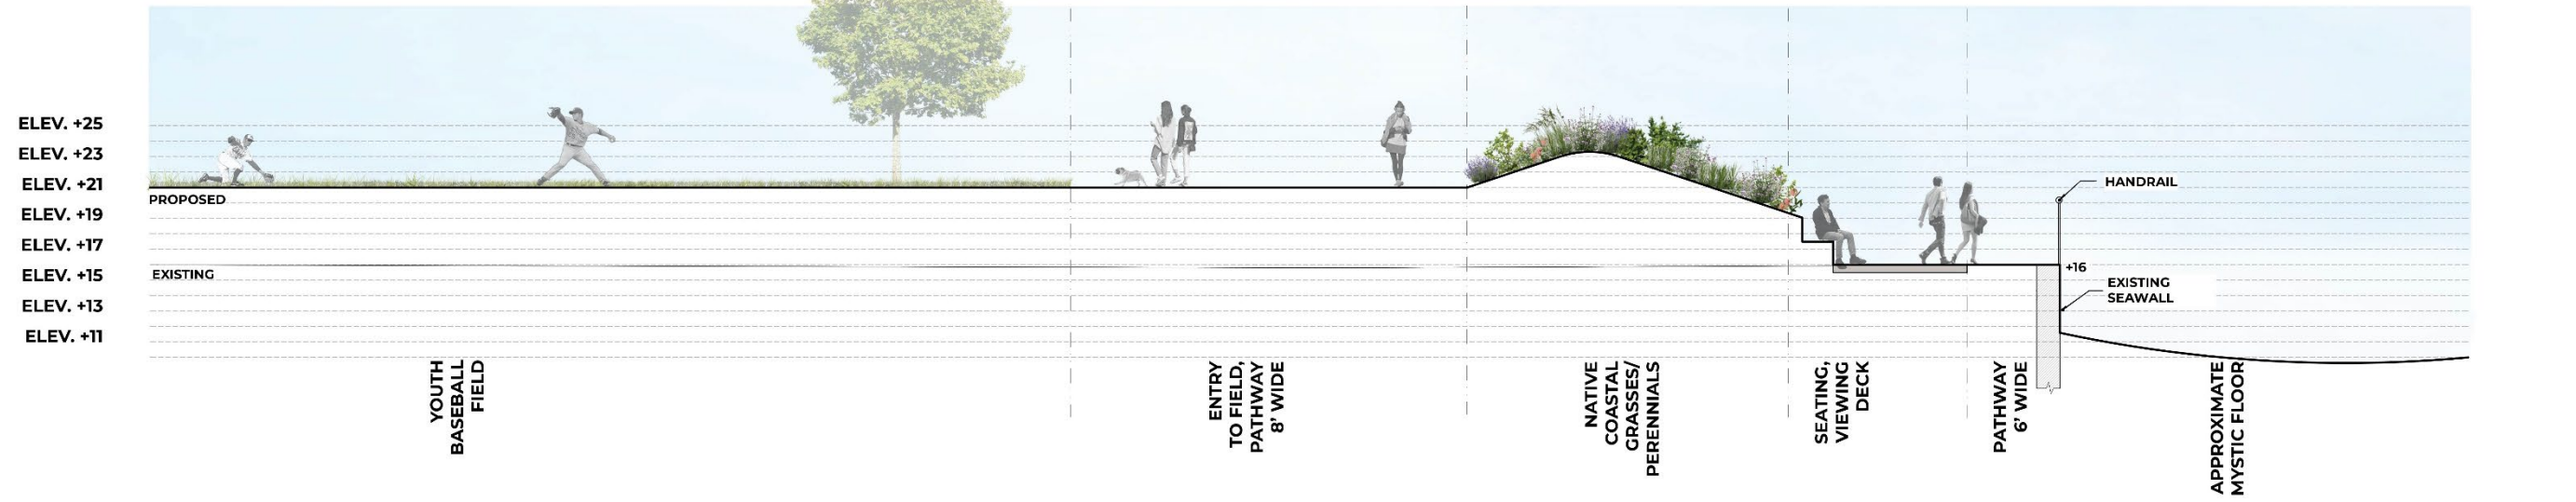 ELEV. +25
ELEV. +23
ELEV. +21
PROPOSED
ELEV. +19
ELEV. +17
ELEV. +15
EXISTING
ELEV. +13
ELEV. +11
HANDRAIL
+16
EXISTING
SEAWALL
YOUTH
BASEBALL
FIELD
ENTRY
TO FIELD,
PATHWAY
8' WIDE
NATIVE
COASTAL
GRASSES/
PERENNIALS
SEATING,
VIEWING
DECK
PATHWAY
6' WIDE
APPROXIMATE
MYSTIC FLOOR